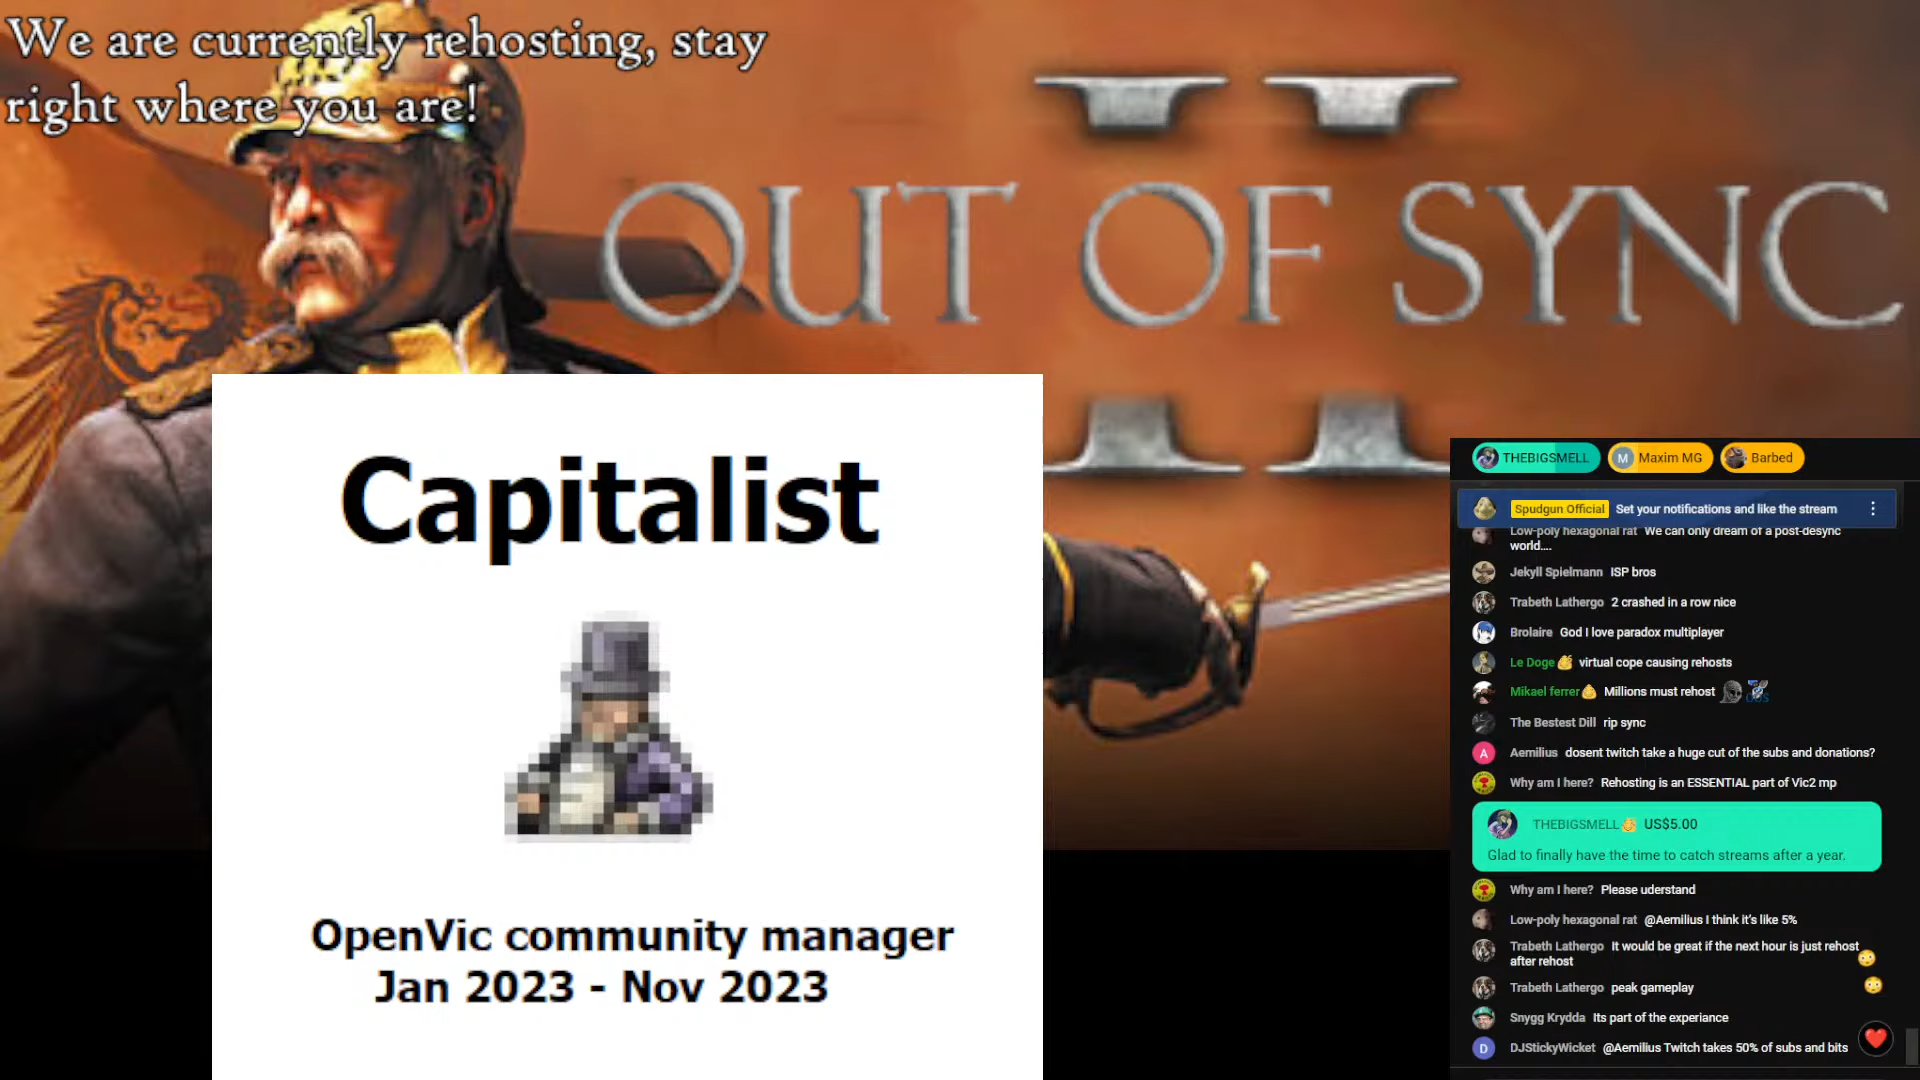 We are currently rehosting, stay
right where you are!
II
OUT OF SYNC
Capitalist
OpenVic community manager
Jan 2023 - Nov 2023
THEBIGSMELL
M Maxim MG
Barbed
Spudgun Official Set your notifications and like the stream
Low-poly hexagonal rat We can only dream of a post-desync
world....
Jekyll Spielmann ISP bros
Trabeth Lathergo 2 crashed in a row nice
Brolaire God I love paradox multiplayer
Le Doge virtual cope causing rehosts
Mikael ferrer Millions must rehost
The Bestest Dill rip sync
A Aemilius dosent twitch take a huge cut of the subs and donations?
Why am I here? Rehosting is an ESSENTIAL part of Vic2 mp
THEBIGSMELL US$5.00
Glad to finally have the time to catch streams after a year.
Why am I here? Please uderstand
Low-poly hexagonal rat @Aemilius I think it's like 5%
Trabeth Lathergo It would be great if the next hour is just rehost
after rehost
Trabeth Lathergo peak gameplay
Snygg Krydda Its part of the experiance
D DJStickyWicket @Aemilius Twitch takes 50% of subs and bits